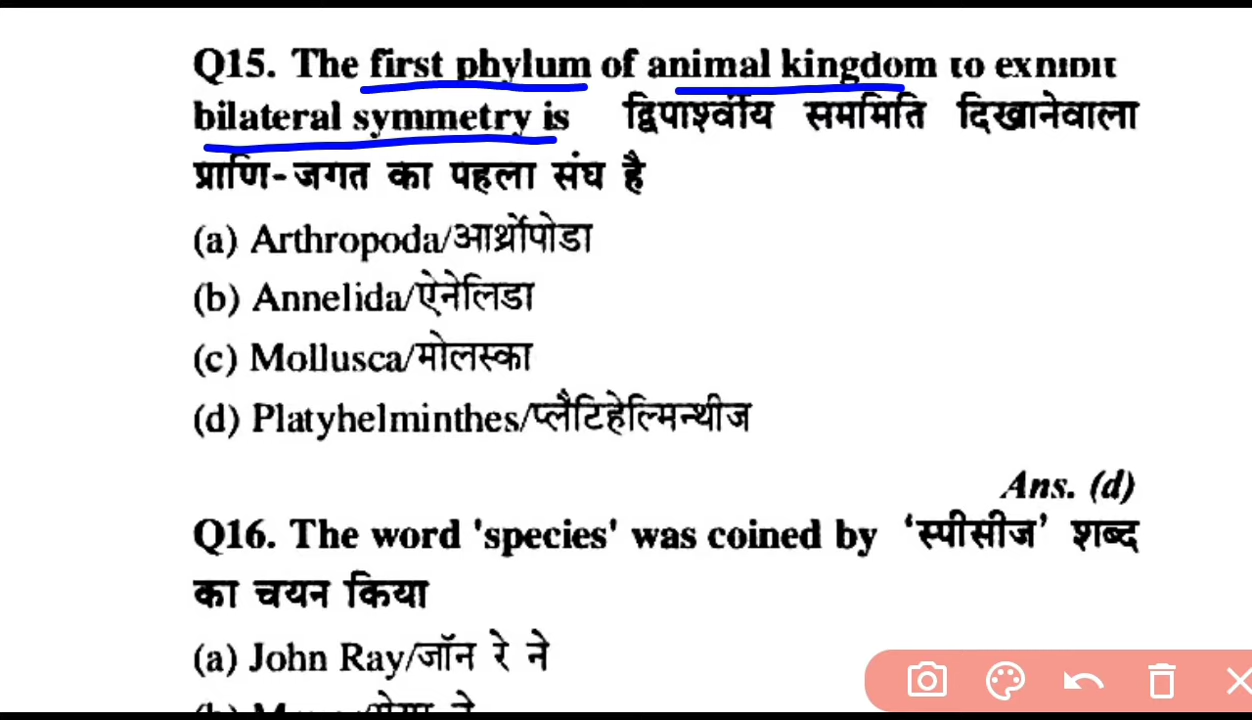 Q15. The first phylum of animal kingdom to exhibit
bilateral symmetry is द्विपार्श्वीय सममिति दिखानेवाला
प्राणि-जगत का पहला संघ है
(a) Arthropoda/आर्थ्रोपोडा
(b) Annelida/ऐनेलिडा
(c) Mollusca/मोलस्का
(d) Platyhelminthes/प्लैटिहेल्मिन्थीज
Ans. (d)
Q16. The word 'species' was coined by ‘स्पीसीज’ शब्द
का चयन किया
(a) John Ray/जॉन रे ने